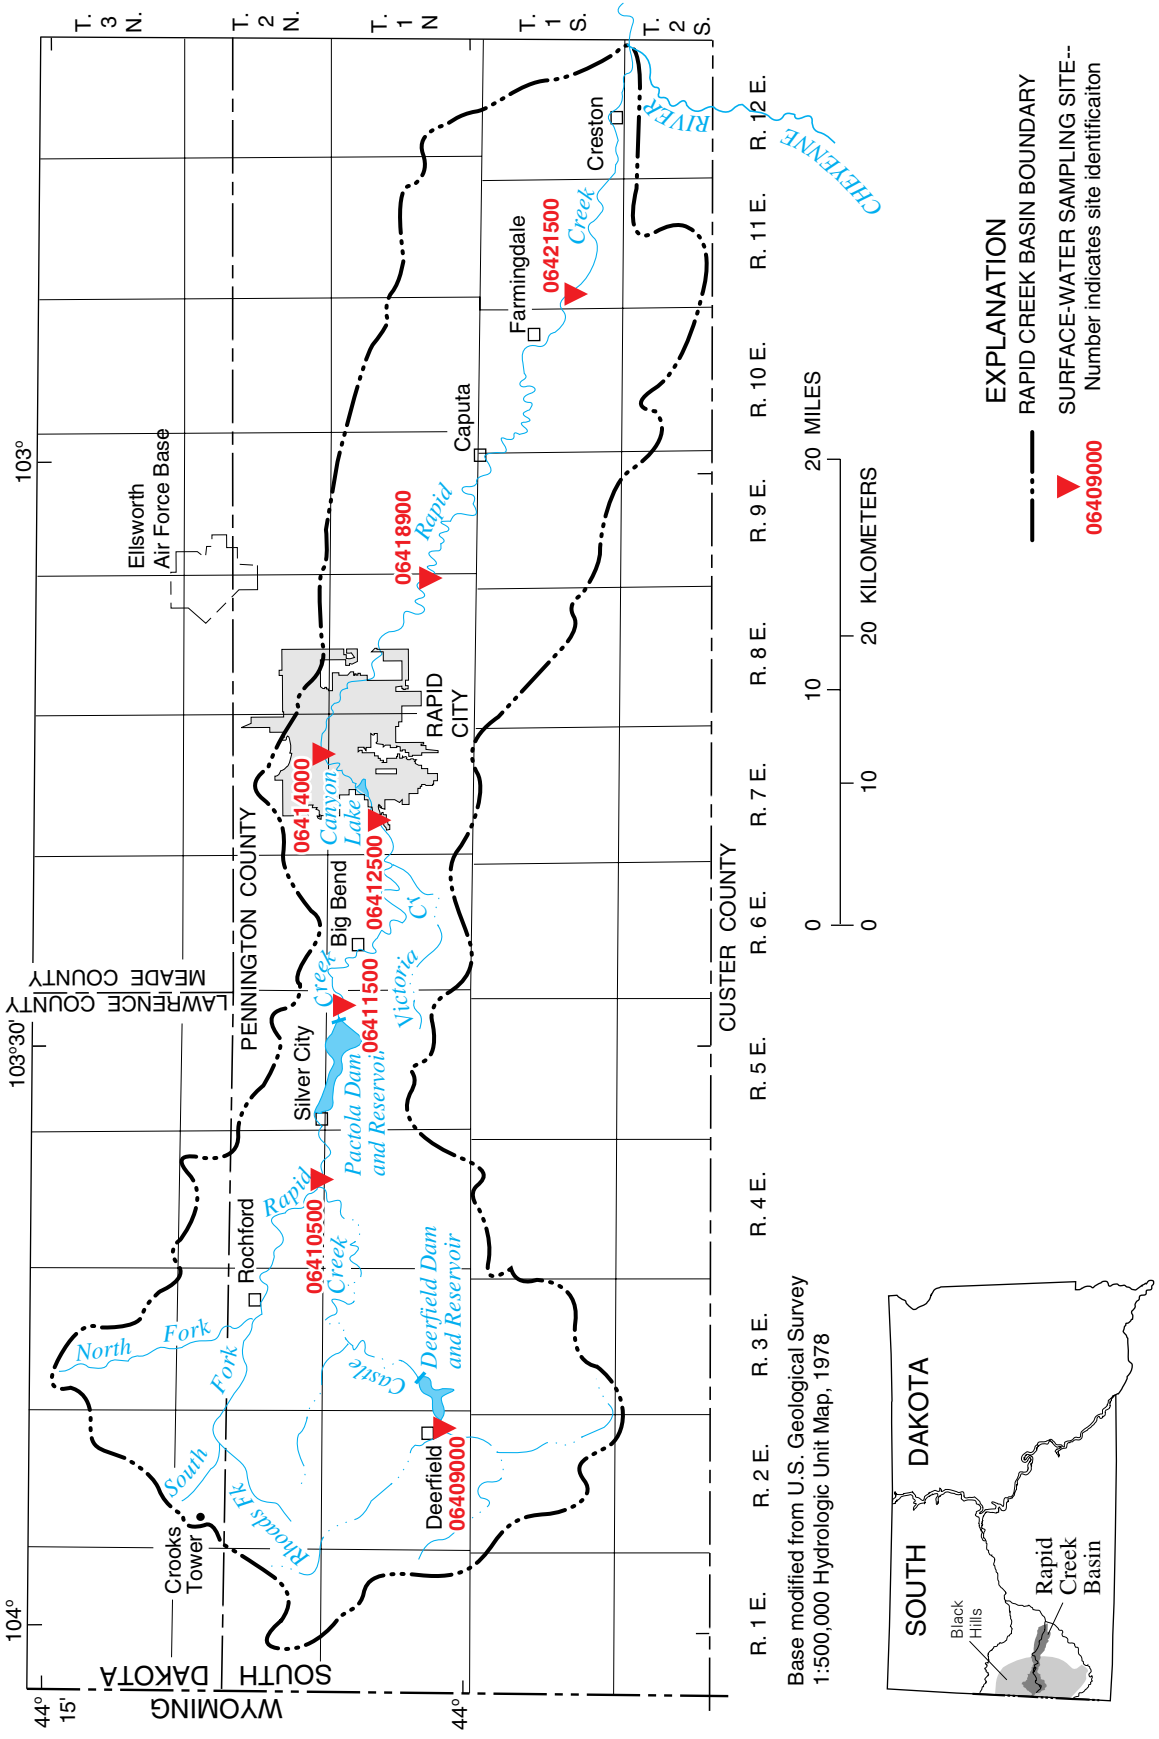 104°
103°30'
103°
44°
15'
44°
T.
3
N.
T.
2
N.
T.
1
N
T.
1
S.
T.
2
S.
WYOMING
SOUTH DAKOTA
LAWRENCE COUNTY
MEADE COUNTY
PENNINGTON COUNTY
CUSTER COUNTY
Crooks
Tower
North Fork
South Fork
Rhoads Fk
Rochford
Rapid Creek
Castle Creek
Deerfield
06409000
Deerfield Dam
and Reservoir
06410500
Silver City
Pactola Dam
and Reservoir
06411500
Big Bend
Victoria Cr
06412500
Canyon
Lake
06414000
RAPID
CITY
Ellsworth
Air Force Base
06418900
Rapid
Caputa
Farmingdale
06421500
Creek
Creston
CHEYENNE RIVER
R. 1 E.
R. 2 E.
R. 3 E.
R. 4 E.
R. 5 E.
R. 6 E.
R. 7 E.
R. 8 E.
R. 9 E.
R. 10 E.
R. 11 E.
R. 12 E.
Base modified from U.S. Geological Survey
1:500,000 Hydrologic Unit Map, 1978
0 10 20 MILES
0 10 20 KILOMETERS
EXPLANATION
RAPID CREEK BASIN BOUNDARY
06409000
SURFACE-WATER SAMPLING SITE--
Number indicates site identificaiton
SOUTH DAKOTA
Black
Hills
Rapid
Creek
Basin